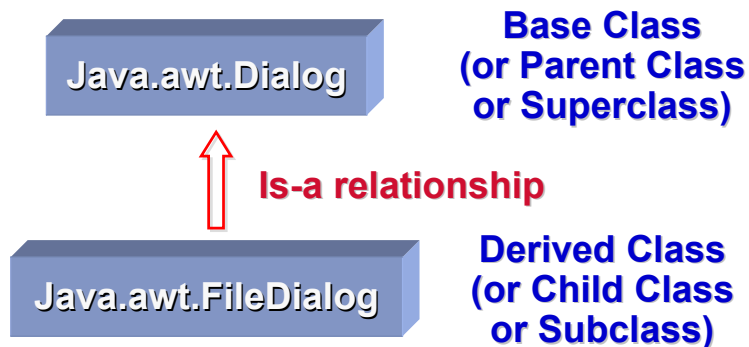 Java.awt.Dialog
Base Class
(or Parent Class
or Superclass)
Is-a relationship
Java.awt.FileDialog
Derived Class
(or Child Class
or Subclass)